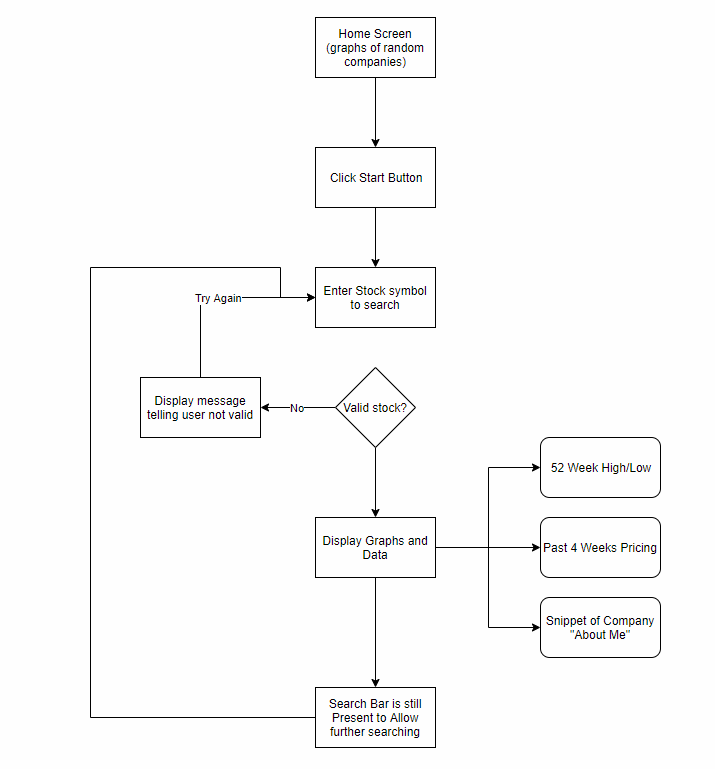 Home Screen
(graphs of random
companies)
Click Start Button
Enter Stock symbol
to search
Try Again
Display message
telling user not valid
No
Valid stock?
52 Week High/Low
Display Graphs and
Data
Past 4 Weeks Pricing
Snippet of Company
"About Me"
Search Bar is still
Present to Allow
further searching